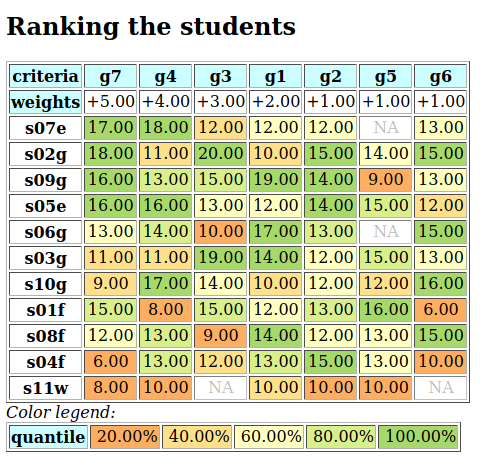 Ranking the students
criteria g7 g4 g3 g1 g2 g5 g6
weights +5.00 +4.00 +3.00 +2.00 +1.00 +1.00 +1.00
s07e 17.00 18.00 12.00 12.00 12.00 NA 13.00
s02g 18.00 11.00 20.00 10.00 15.00 14.00 15.00
s09g 16.00 13.00 15.00 19.00 14.00 9.00 13.00
s05e 16.00 16.00 13.00 12.00 14.00 15.00 12.00
s06g 13.00 14.00 10.00 17.00 13.00 NA 15.00
s03g 11.00 11.00 19.00 14.00 12.00 15.00 13.00
s10g 9.00 17.00 14.00 10.00 12.00 12.00 16.00
s01f 15.00 8.00 15.00 12.00 13.00 16.00 6.00
s08f 12.00 13.00 9.00 14.00 12.00 13.00 15.00
s04f 6.00 13.00 12.00 13.00 15.00 13.00 10.00
s11w 8.00 10.00 NA 10.00 10.00 10.00 NA
Color legend:
quantile 20.00% 40.00% 60.00% 80.00% 100.00%